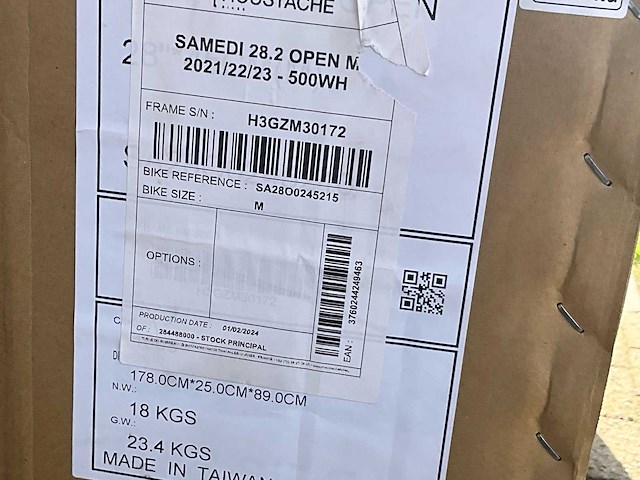 MOUSTACHE
N
28"
SAMEDI 28.2 OPEN M
2021/22/23 - 500WH
FRAME S/N : H3GZM30172
BIKE REFERENCE : SA28O0245215
BIKE SIZE : M
OPTIONS :
EAN : 3760244249463
PRODUCTION DATE : 01/02/2024
OF : 284488000 - STOCK PRINCIPAL
178.0CM*25.0CM*89.0CM
N.W.:
18 KGS
G.W.:
23.4 KGS
MADE IN TAIWAN